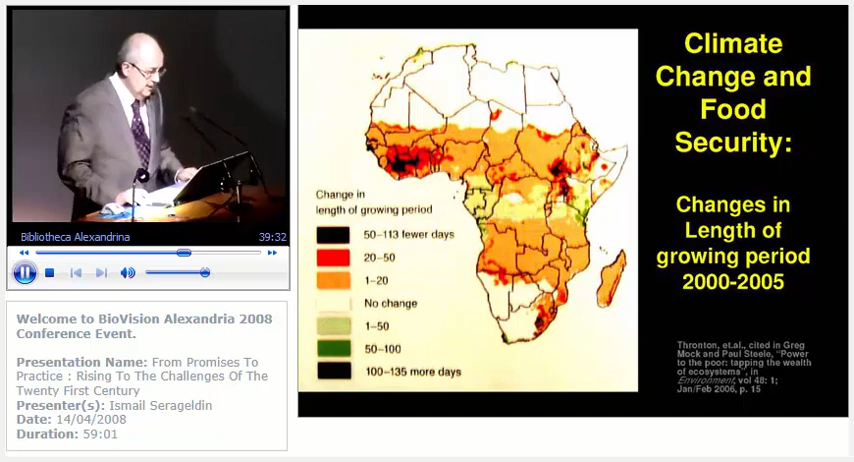 Bibliotheca Alexandrina 39:32
Welcome to BioVision Alexandria 2008
Conference Event.
Presentation Name: From Promises To
Practice : Rising To The Challenges Of The
Twenty First Century
Presenter(s): Ismail Serageldin
Date: 14/04/2008
Duration: 59:01
Change in
length of growing period
50–113 fewer days
20–50
1–20
No change
1–50
50–100
100–135 more days
Climate
Change and
Food
Security:
Changes in
Length of
growing period
2000-2005
Thronton, et.al., cited in Greg
Mock and Paul Steele, "Power
to the poor: tapping the wealth
of ecosystems", in
Environment, vol 48: 1;
Jan/Feb 2006, p. 15